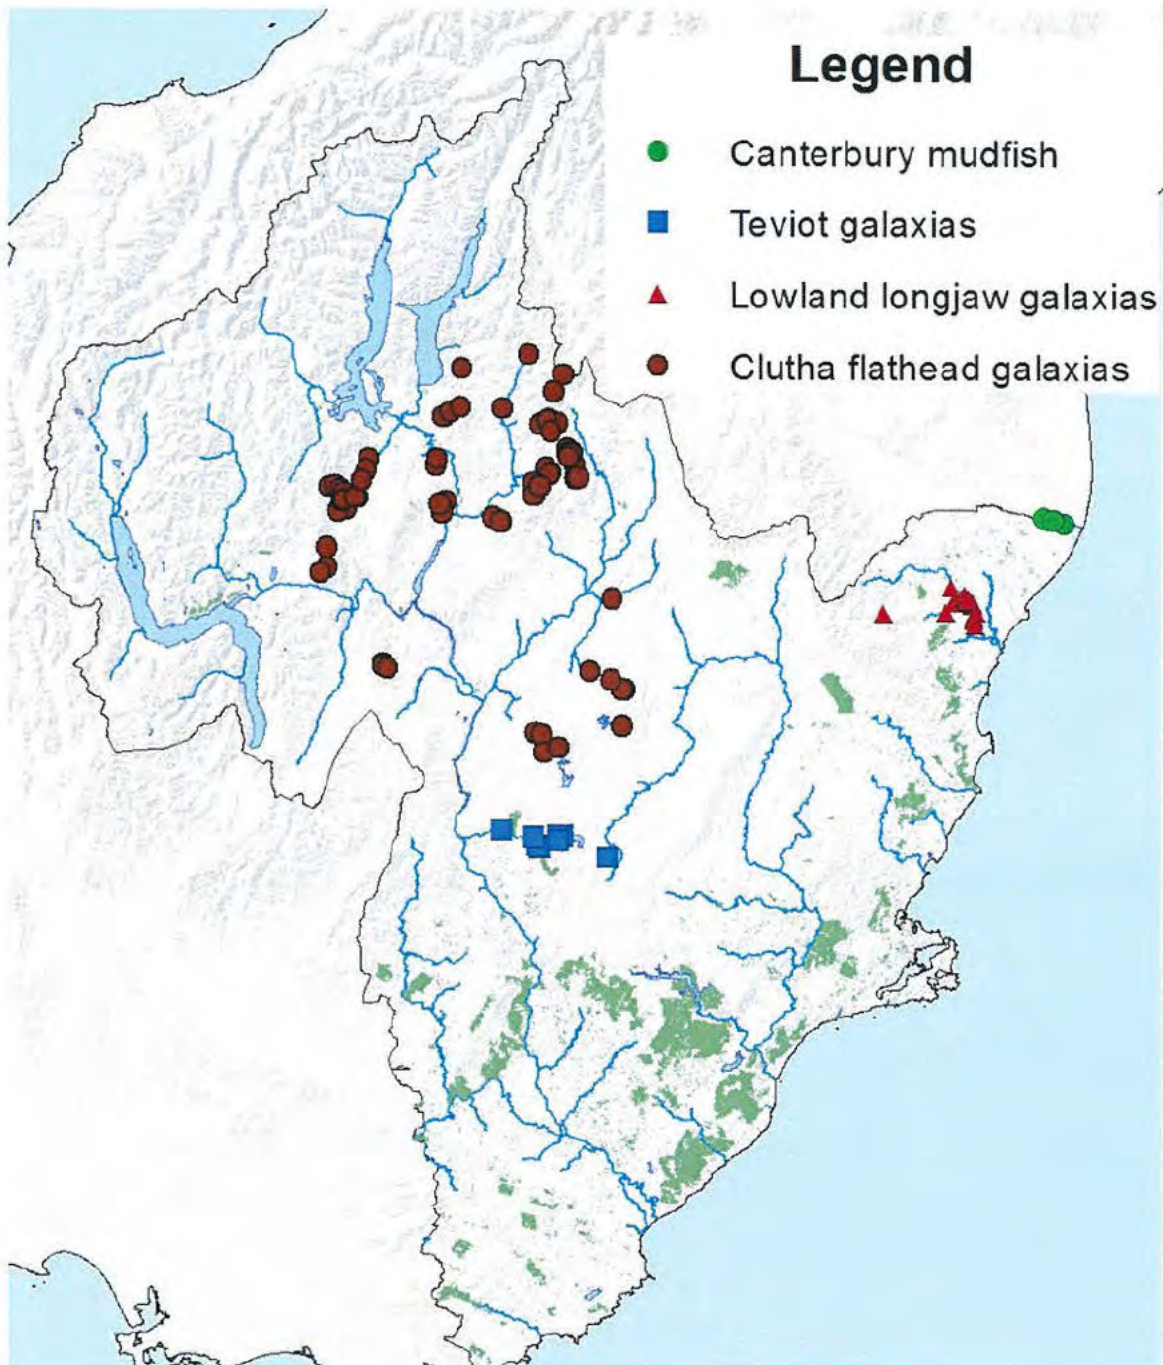 Legend
Canterbury mudfish
Teviot galaxias
Lowland longjaw galaxias
Clutha flathead galaxias